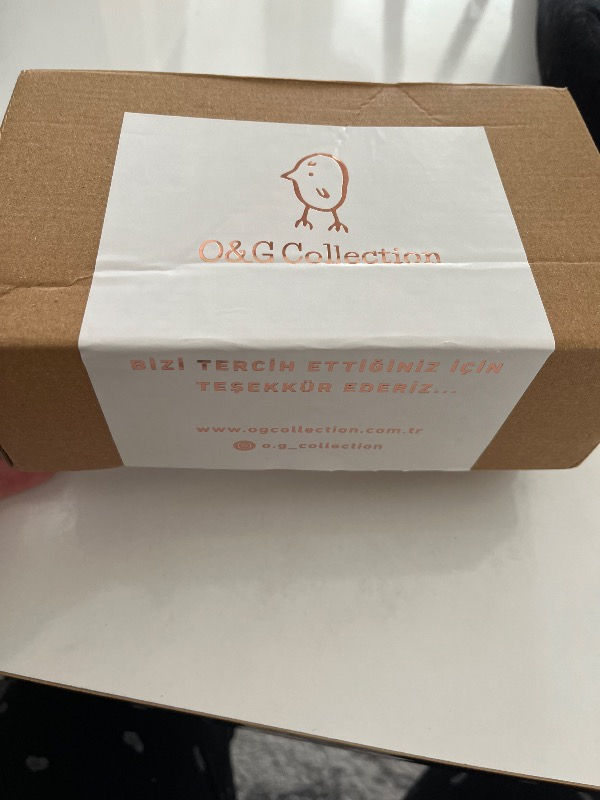 O&G Collection
BİZİ TERCİH ETTİĞİNİZ İÇİN
TEŞEKKÜR EDERİZ...
www.ogcollection.com.tr
o.g_collection